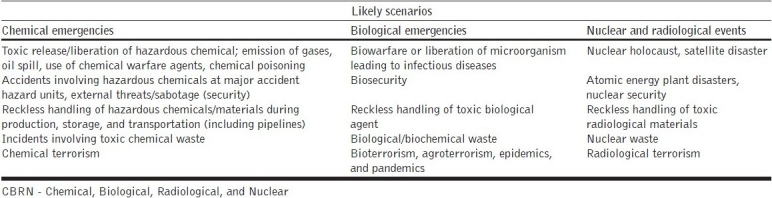 Likely scenarios
Chemical emergencies Biological emergencies Nuclear and radiological events
Toxic release/liberation of hazardous chemical; emission of gases, Biowarfare or liberation of microorganism Nuclear holocaust, satellite disaster
oil spill, use of chemical warfare agents, chemical poisoning leading to infectious diseases
Accidents involving hazardous chemicals at major accident Biosecurity Atomic energy plant disasters,
hazard units, external threats/sabotage (security) nuclear security
Reckless handling of hazardous chemicals/materials during Reckless handling of toxic biological Reckless handling of toxic
production, storage, and transportation (including pipelines) agent radiological materials
Incidents involving toxic chemical waste Biological/biochemical waste Nuclear waste
Chemical terrorism Bioterrorism, agroterrorism, epidemics, Radiological terrorism
and pandemics
CBRN - Chemical, Biological, Radiological, and Nuclear